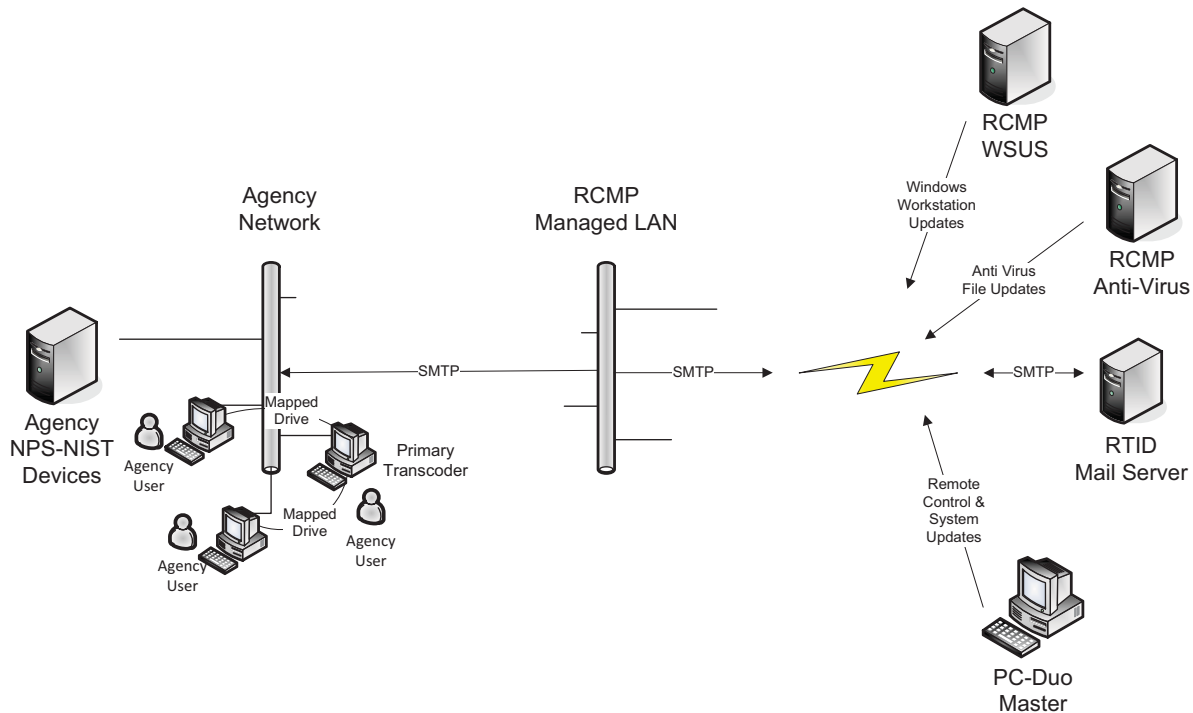 RCMP
WSUS
Windows
Workstation
Updates
RCMP
Anti-Virus
Anti Virus
File Updates
Agency
Network
RCMP
Managed LAN
SMTP
SMTP
SMTP
RTID
Mail Server
Agency
NPS-NIST
Devices
Mapped
Drive
Agency
User
Primary
Transcoder
Mapped
Drive
Agency
User
Agency
User
Remote
Control &
System
Updates
PC-Duo
Master